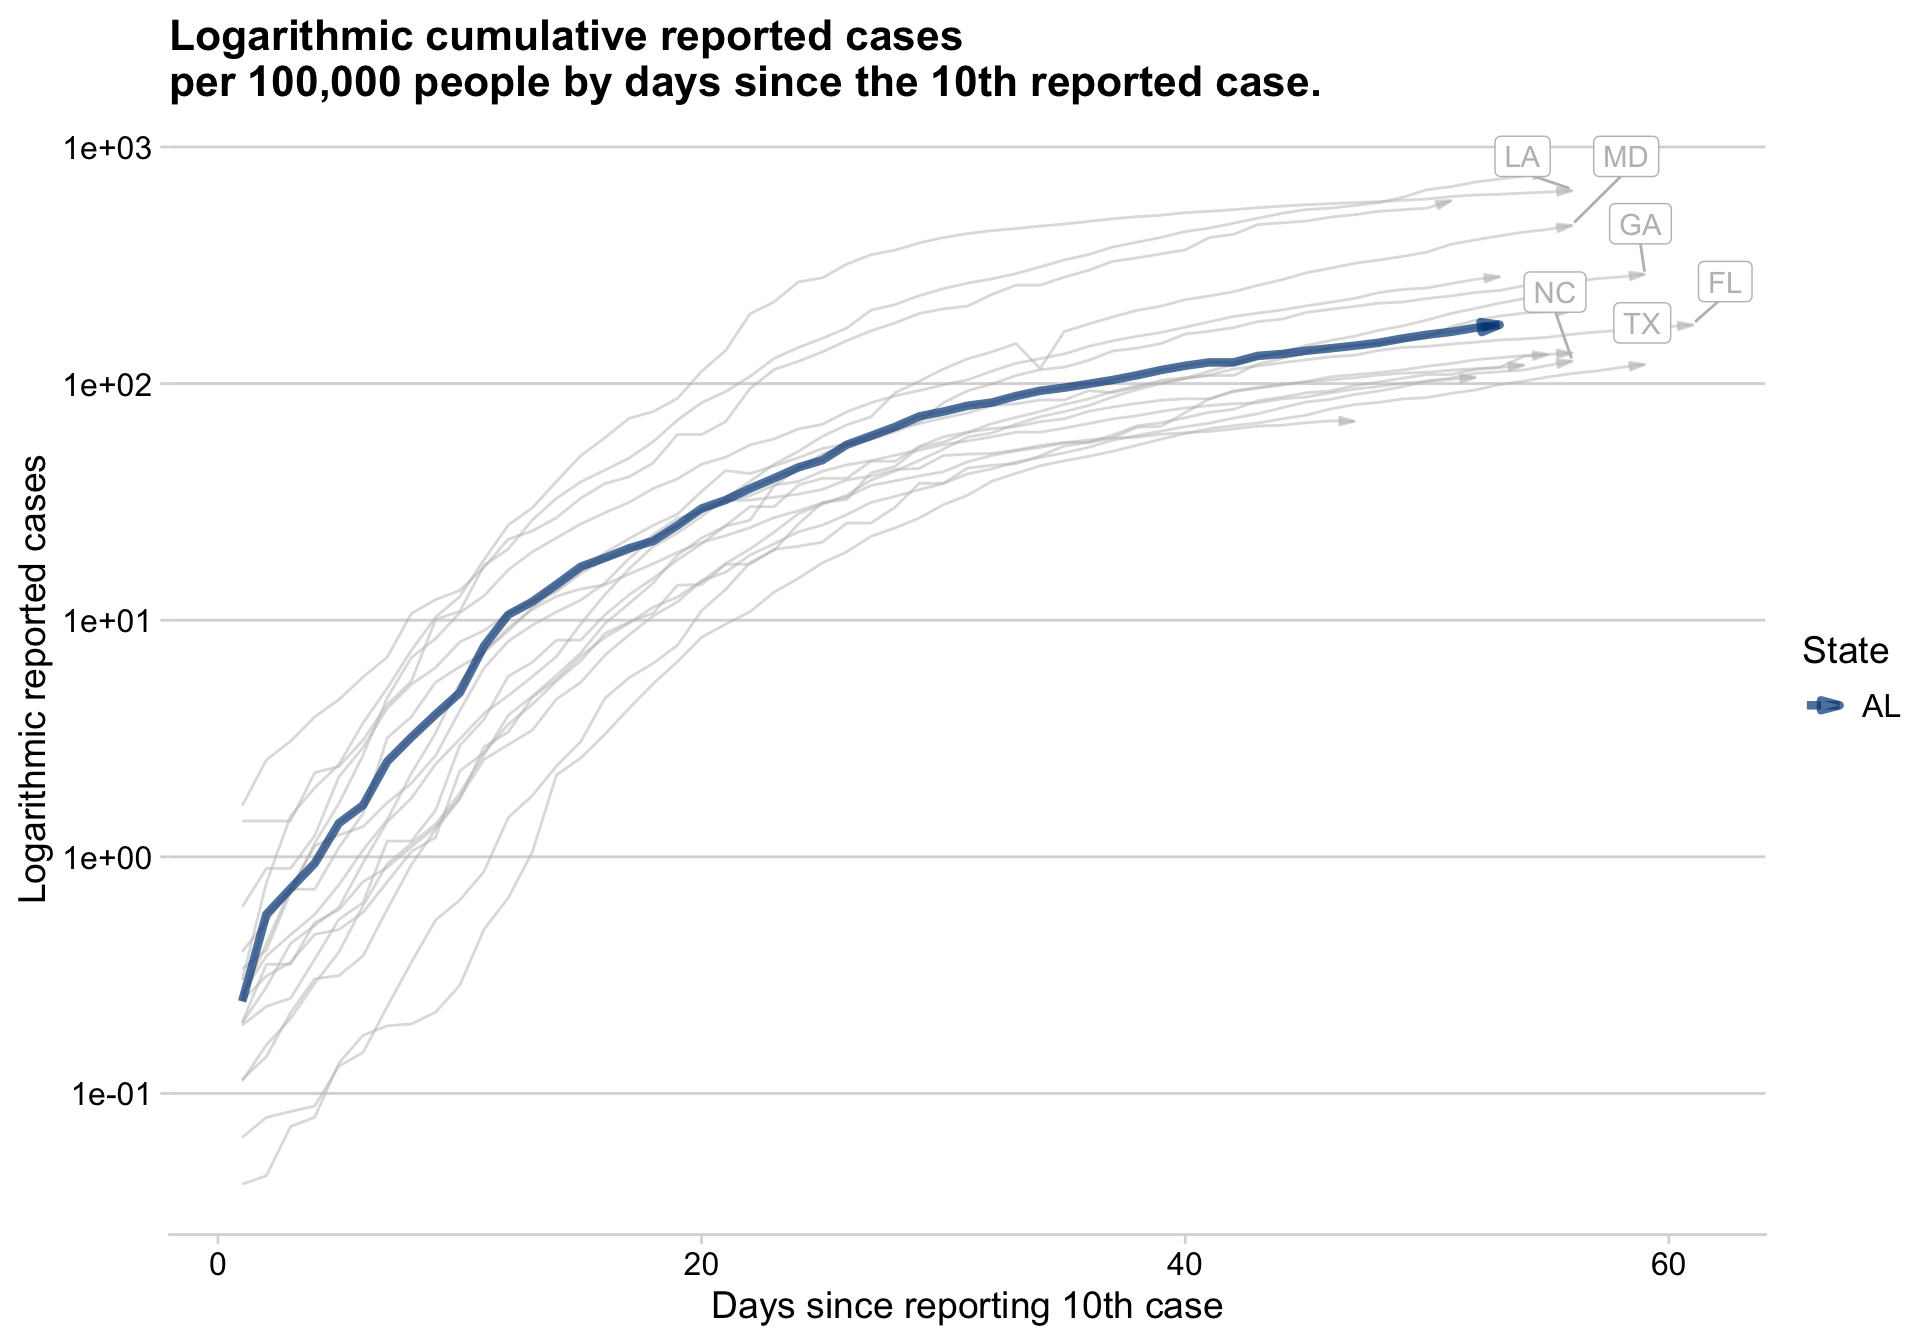 Logarithmic cumulative reported cases
per 100,000 people by days since the 10th reported case.
1e+03
1e+02
1e+01
1e+00
1e-01
Logarithmic reported cases
LA
MD
GA
FL
NC
TX
State
AL
0
20
40
60
Days since reporting 10th case